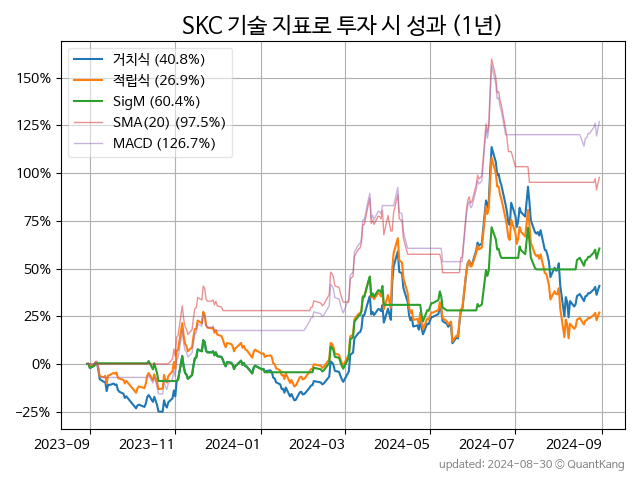 SKC 기술 지표로 투자 시 성과 (1년)
거치식 (40.8%)
적립식 (26.9%)
SigM (60.4%)
SMA(20) (97.5%)
MACD (126.7%)
150%
125%
100%
75%
50%
25%
0%
−25%
2023-09 2023-11 2024-01 2024-03 2024-05 2024-07 2024-09
updated: 2024-08-30 © QuantKang